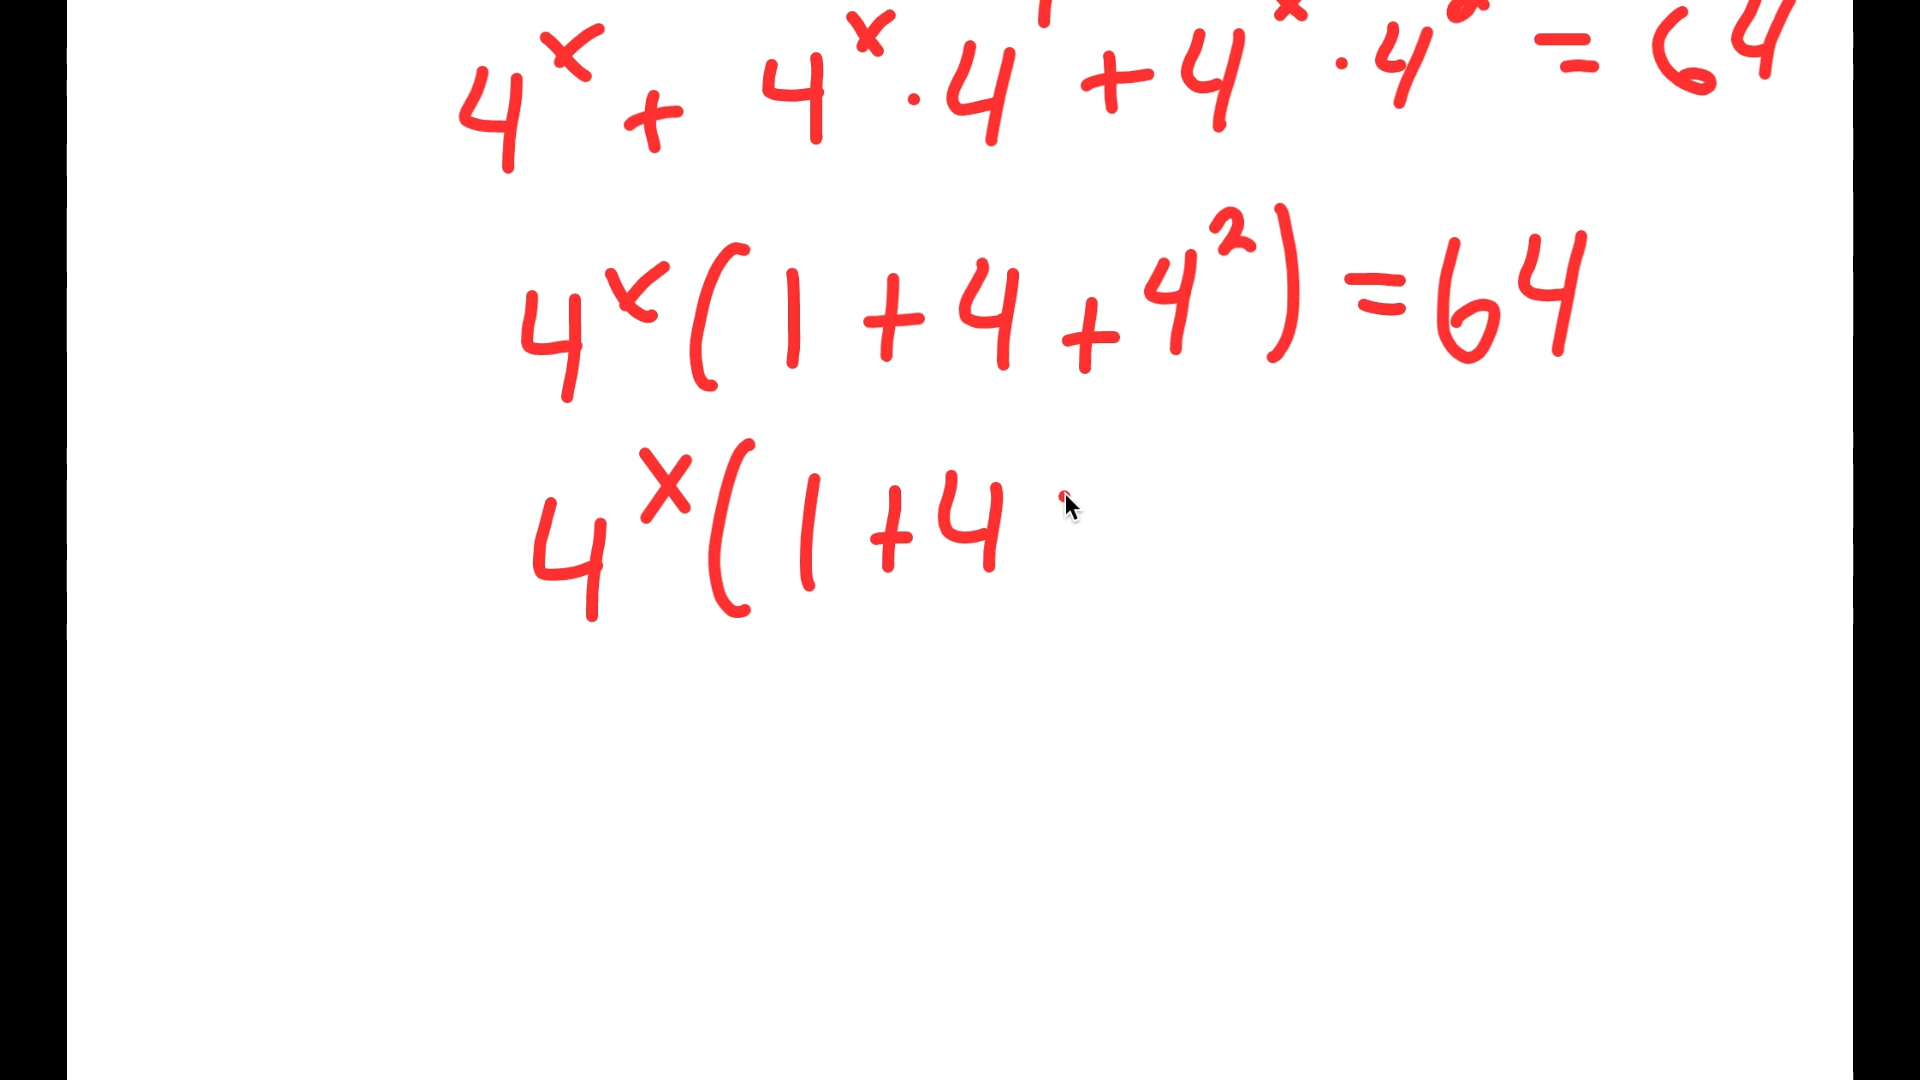 4^x + 4^x · 4^1 + 4^x · 4^2 = 64
4^x (1 + 4 + 4^2) = 64
4^x (1 + 4